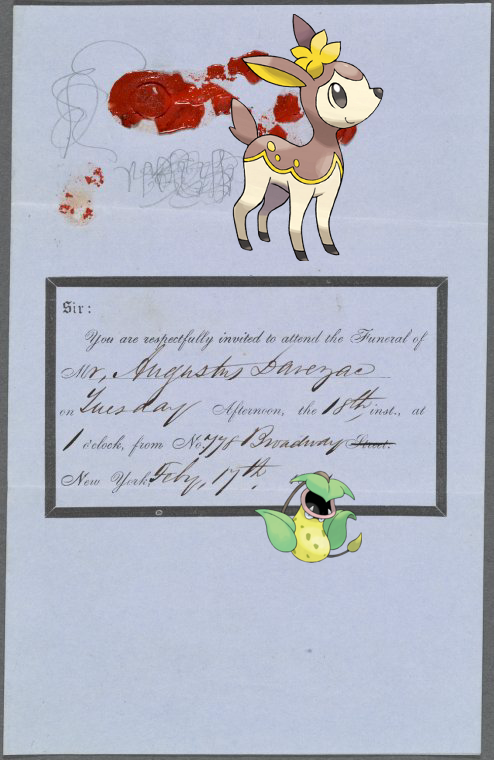 Sir:
You are respectfully invited to attend the Funeral of
Mr, Augustus Davezac
on Tuesday Afternoon, the 18th, inst., at
1 o'clock, from No, 778 Broadway Street.
New York, Feby, 17th.